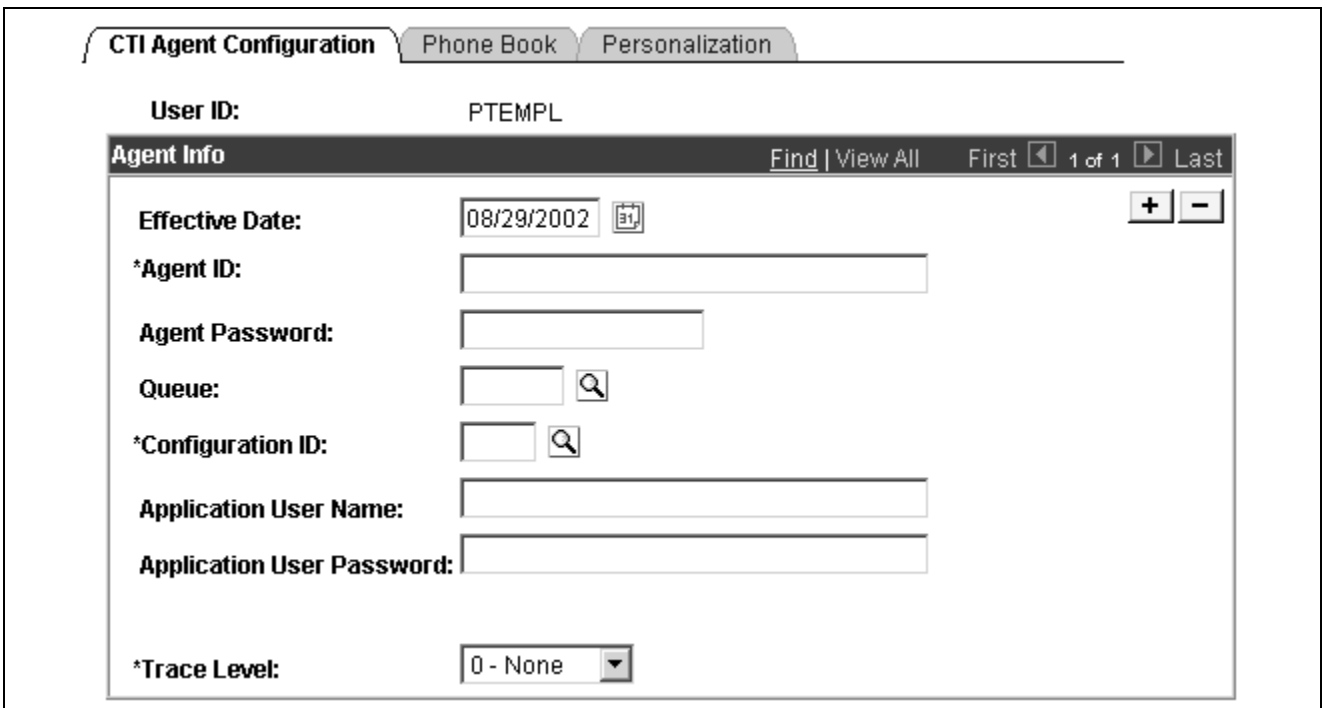 CTI Agent Configuration Phone Book Personalization
User ID: PTEMPL
Agent Info Find | View All First 1 of 1 Last
Effective Date: 08/29/2002 31
+ −
*Agent ID:
Agent Password:
Queue:
*Configuration ID:
Application User Name:
Application User Password:
*Trace Level: 0 - None